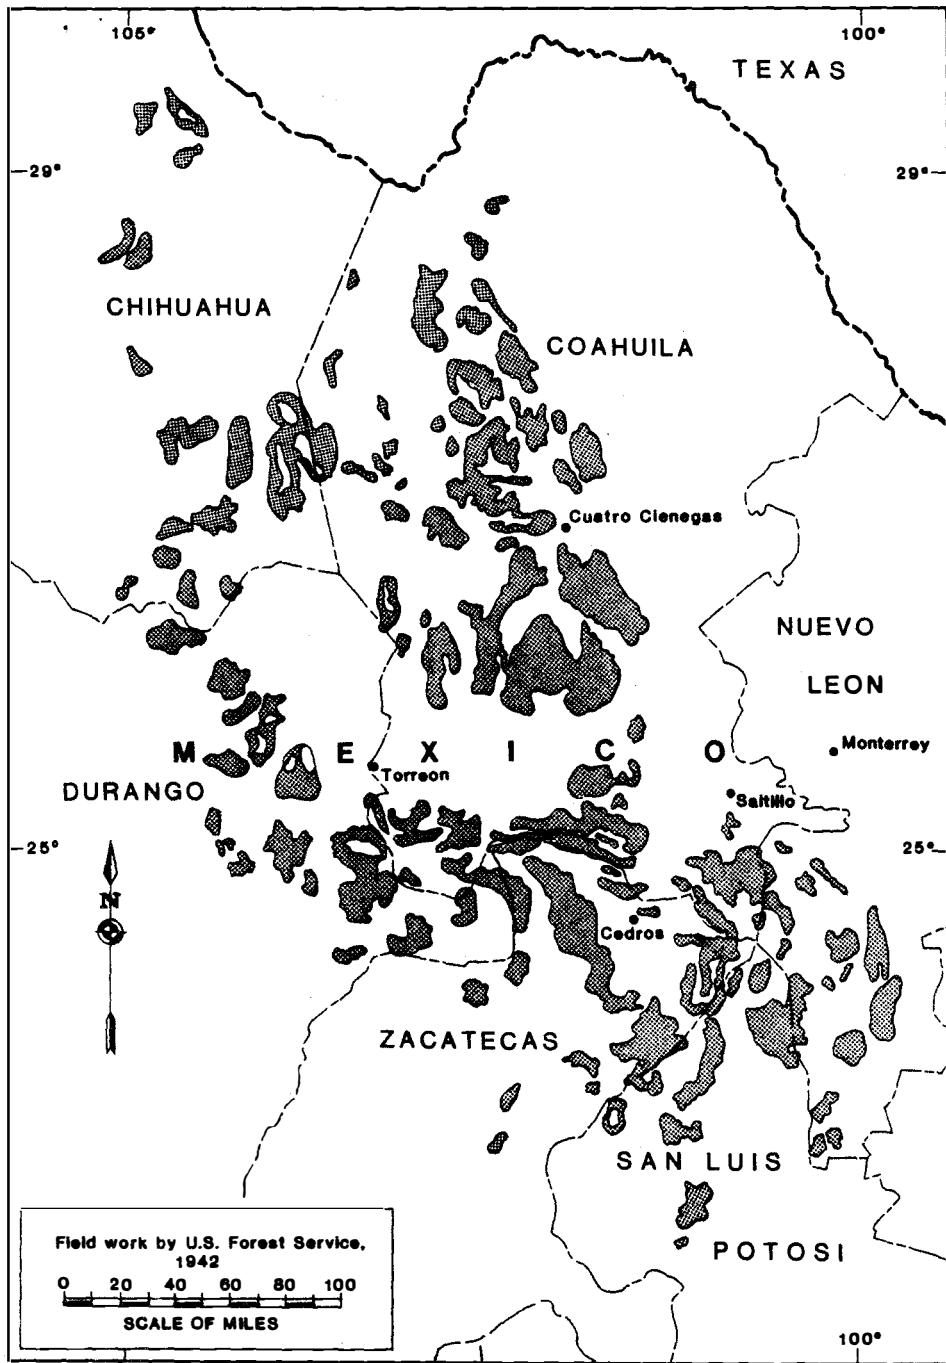 105°
100°
TEXAS
29°
29°
CHIHUAHUA
COAHUILA
Cuatro Cienegas
NUEVO
LEON
MEXICO
Monterrey
Torreon
DURANGO
Saltillo
25°
25°
N
Cedros
ZACATECAS
SAN LUIS
POTOSI
Field work by U.S. Forest Service,
1942
0 20 40 60 80 100
SCALE OF MILES
105°
100°